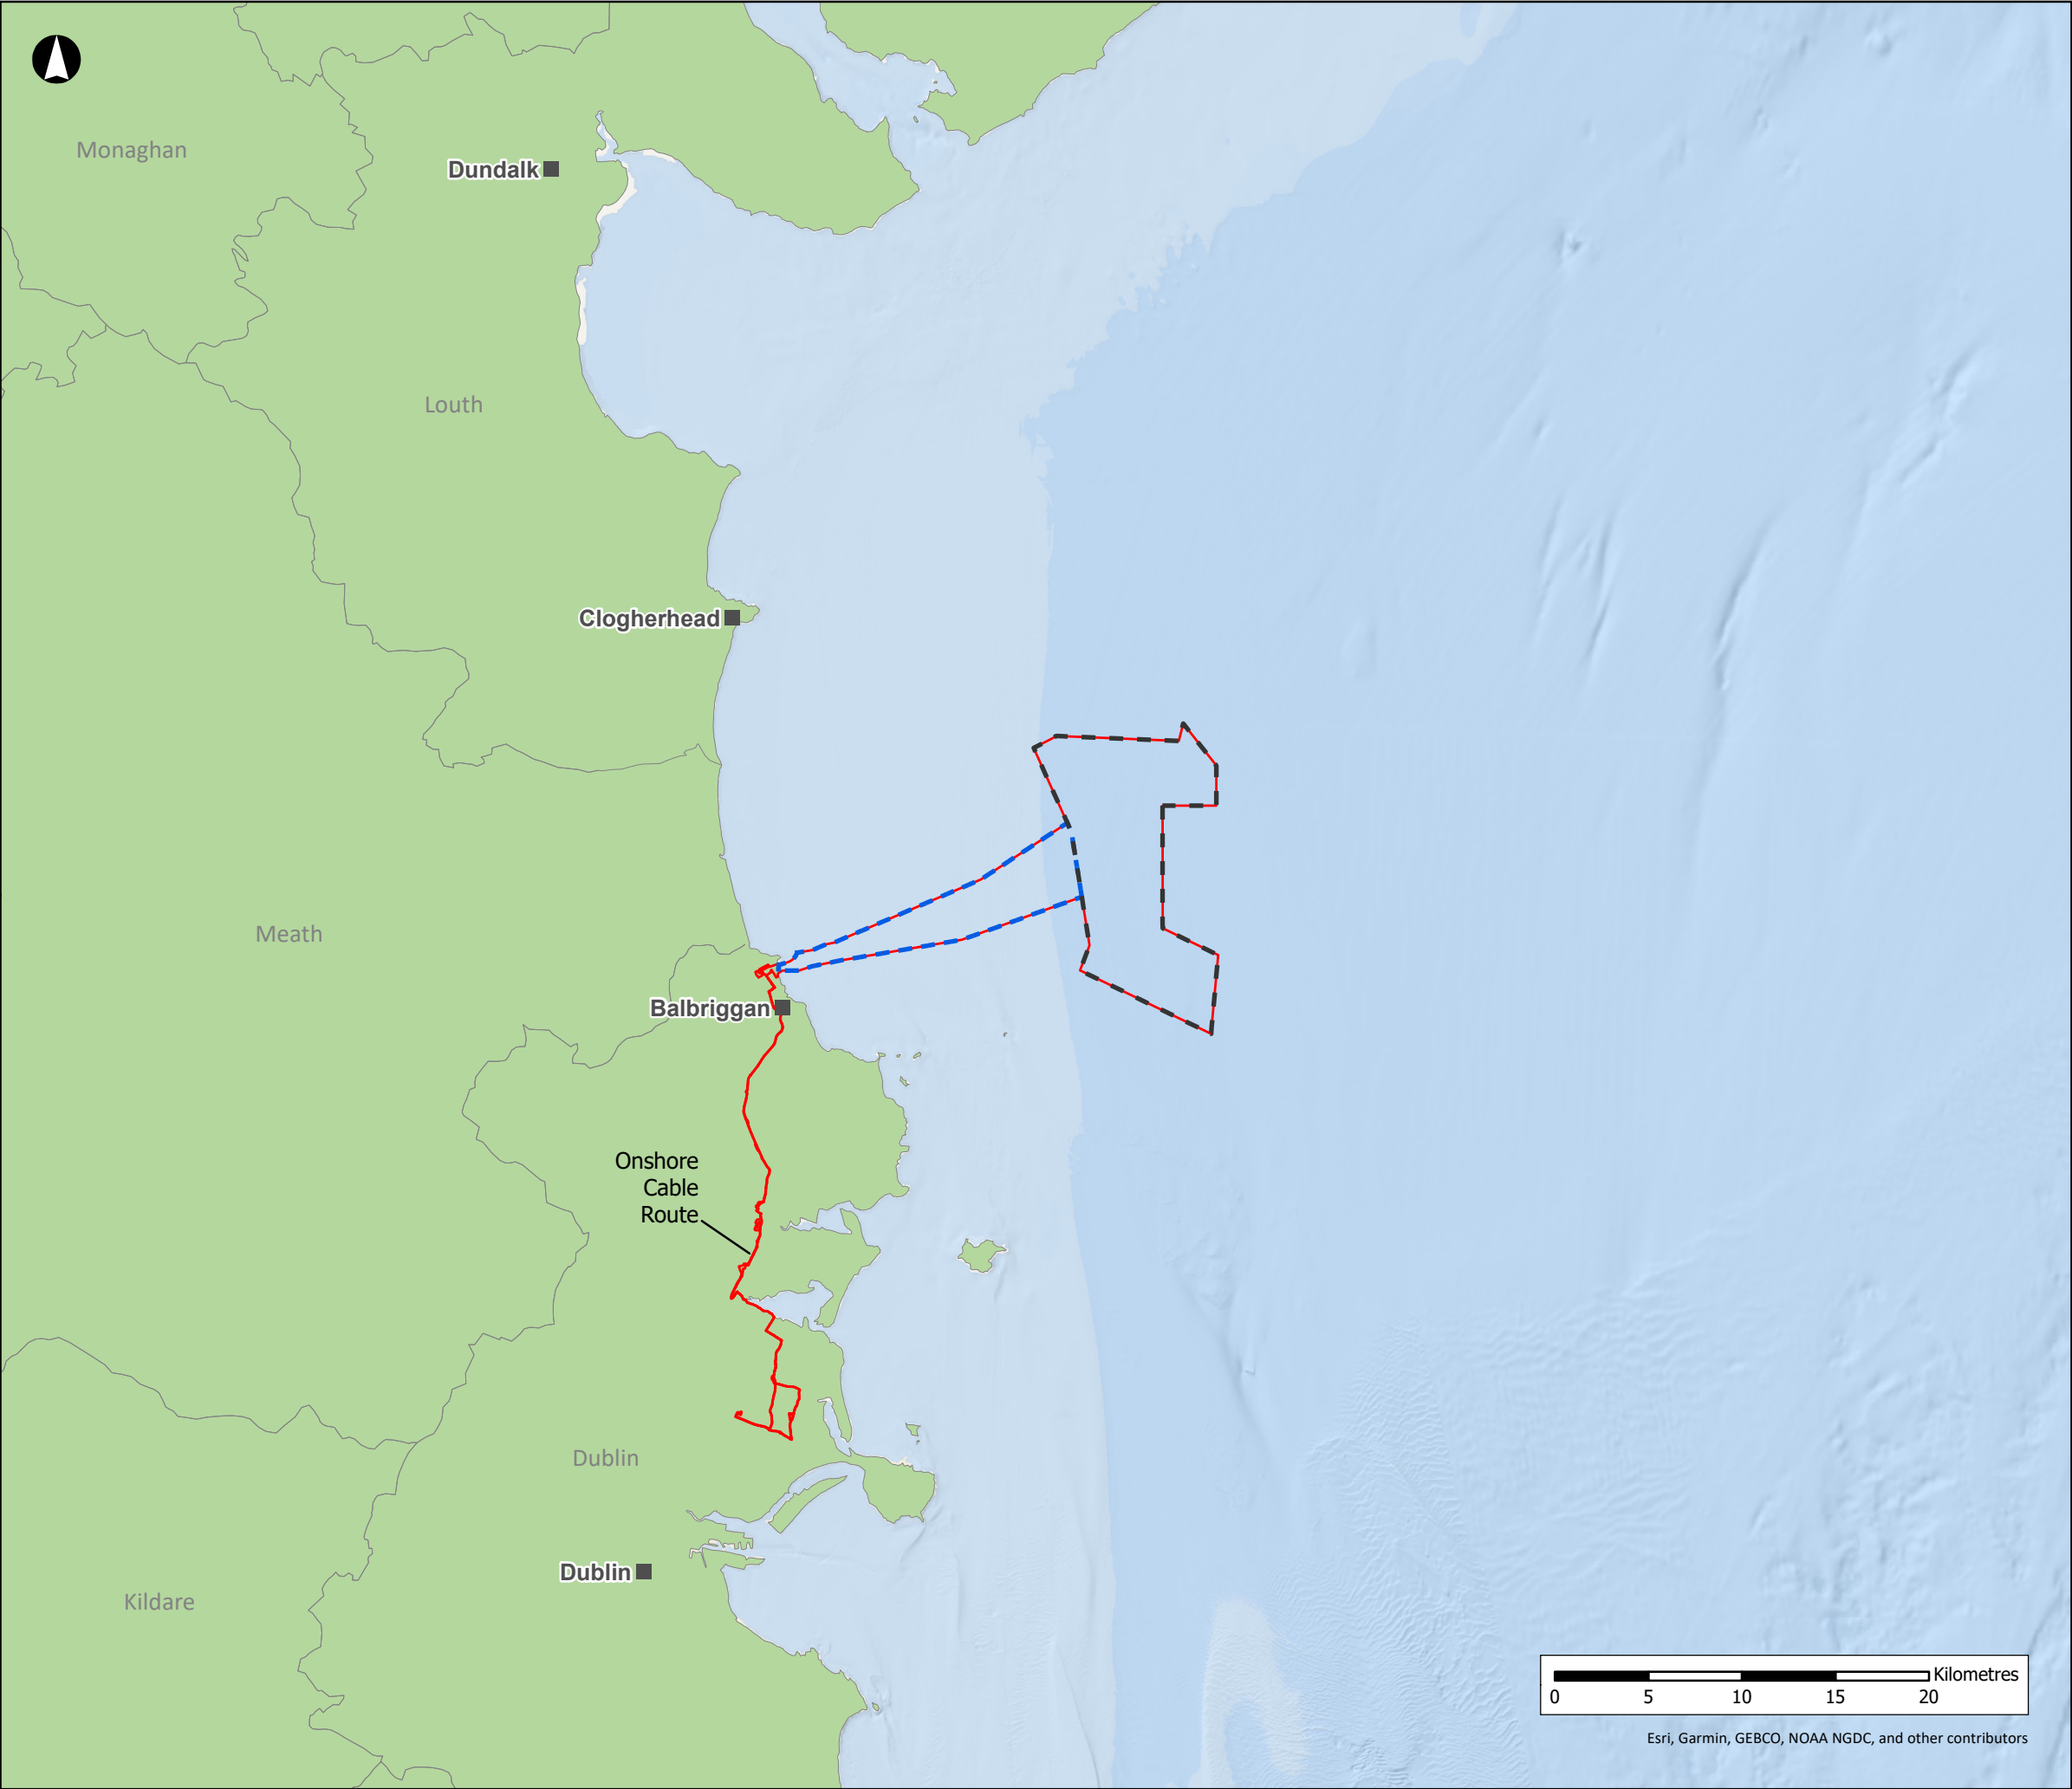 Monaghan
Dundalk
Louth
Clogherhead
Meath
Balbriggan
Onshore
Cable
Route
Dublin
Dublin
Kildare
Kilometres
0 5 10 15 20
Esri, Garmin, GEBCO, NOAA NGDC, and other contributors